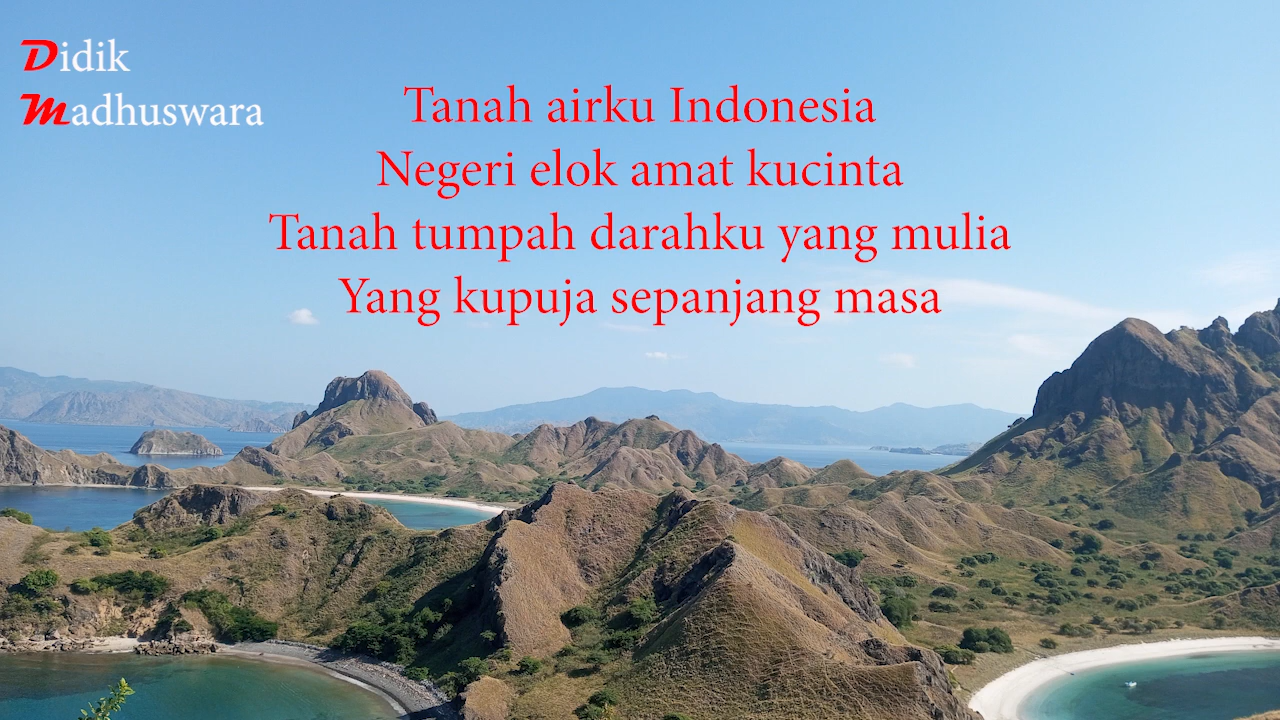 Didik
Madhuswara
Tanah airku Indonesia
Negeri elok amat kucinta
Tanah tumpah darahku yang mulia
Yang kupuja sepanjang masa